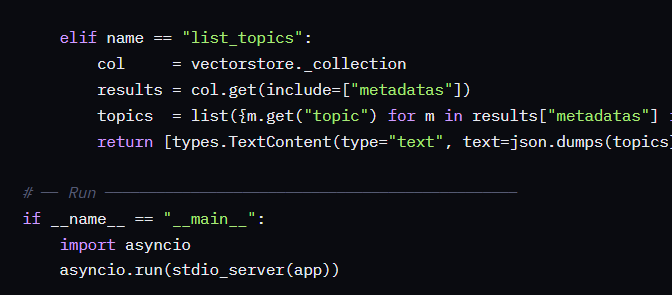 elif name == "list_topics":
col = vectorstore._collection
results = col.get(include=["metadatas"])
topics = list({m.get("topic") for m in results["metadatas"]
return [types.TextContent(type="text", text=json.dumps(topics
# — Run ————————————————————————
if __name__ == "__main__":
import asyncio
asyncio.run(stdio_server(app))